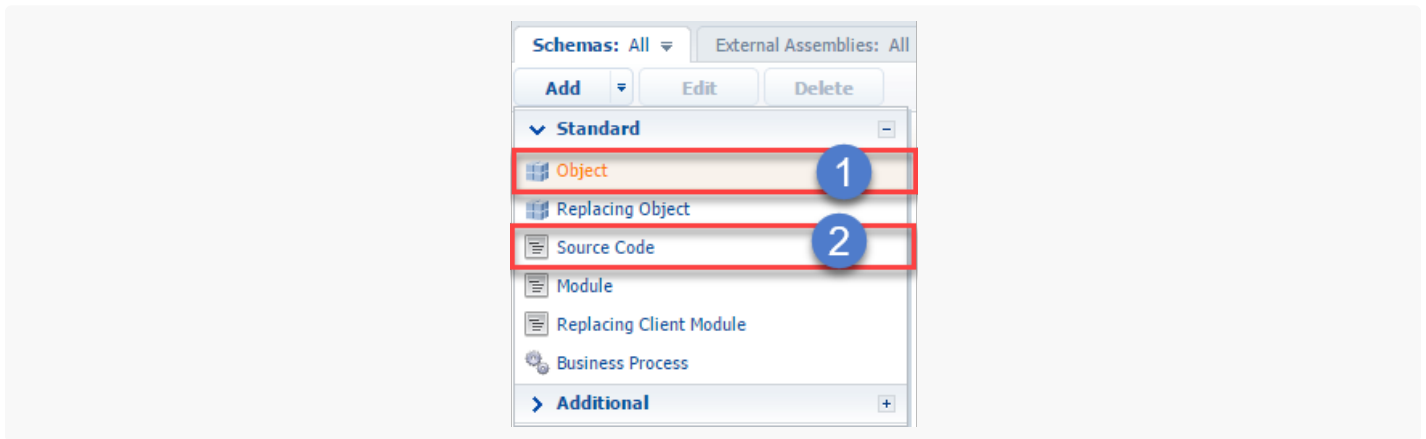 Schemas: All External Assemblies: All
Add Edit Delete
Standard
Object 1
Replacing Object
Source Code 2
Module
Replacing Client Module
Business Process
Additional